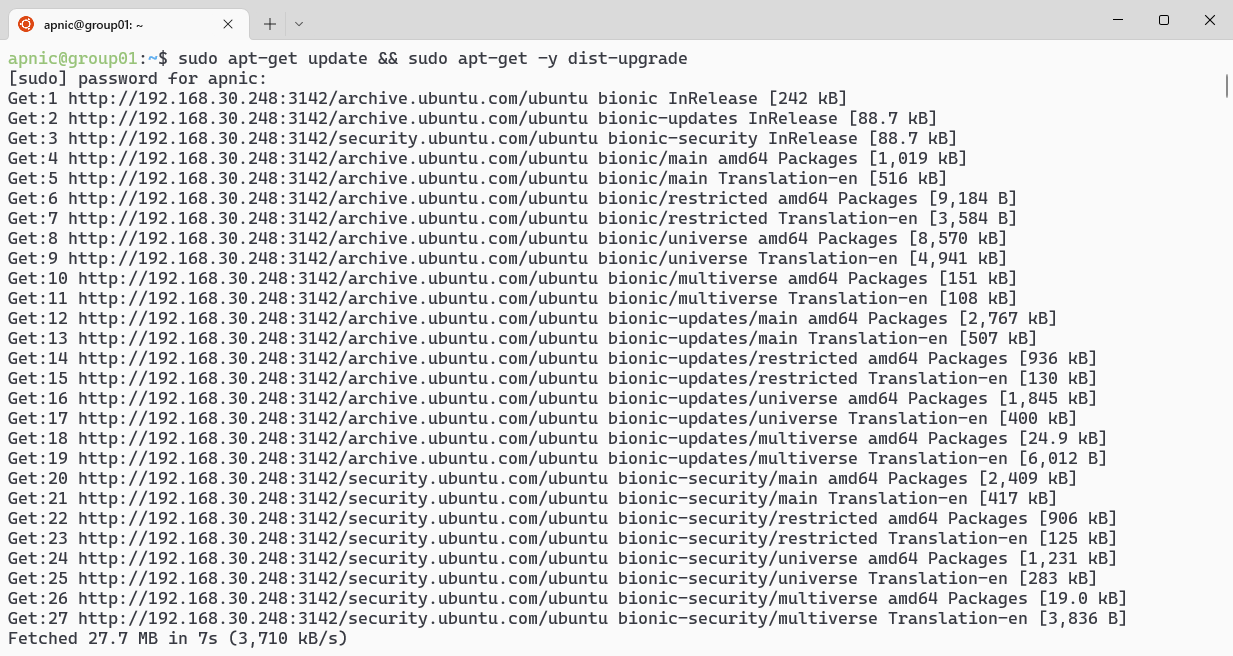 apnic@group01: ~
apnic@group01:~$ sudo apt-get update && sudo apt-get -y dist-upgrade
[sudo] password for apnic:
Get:1 http://192.168.30.248:3142/archive.ubuntu.com/ubuntu bionic InRelease [242 kB]
Get:2 http://192.168.30.248:3142/archive.ubuntu.com/ubuntu bionic-updates InRelease [88.7 kB]
Get:3 http://192.168.30.248:3142/security.ubuntu.com/ubuntu bionic-security InRelease [88.7 kB]
Get:4 http://192.168.30.248:3142/archive.ubuntu.com/ubuntu bionic/main amd64 Packages [1,019 kB]
Get:5 http://192.168.30.248:3142/archive.ubuntu.com/ubuntu bionic/main Translation-en [516 kB]
Get:6 http://192.168.30.248:3142/archive.ubuntu.com/ubuntu bionic/restricted amd64 Packages [9,184 B]
Get:7 http://192.168.30.248:3142/archive.ubuntu.com/ubuntu bionic/restricted Translation-en [3,584 B]
Get:8 http://192.168.30.248:3142/archive.ubuntu.com/ubuntu bionic/universe amd64 Packages [8,570 kB]
Get:9 http://192.168.30.248:3142/archive.ubuntu.com/ubuntu bionic/universe Translation-en [4,941 kB]
Get:10 http://192.168.30.248:3142/archive.ubuntu.com/ubuntu bionic/multiverse amd64 Packages [151 kB]
Get:11 http://192.168.30.248:3142/archive.ubuntu.com/ubuntu bionic/multiverse Translation-en [108 kB]
Get:12 http://192.168.30.248:3142/archive.ubuntu.com/ubuntu bionic-updates/main amd64 Packages [2,767 kB]
Get:13 http://192.168.30.248:3142/archive.ubuntu.com/ubuntu bionic-updates/main Translation-en [507 kB]
Get:14 http://192.168.30.248:3142/archive.ubuntu.com/ubuntu bionic-updates/restricted amd64 Packages [936 kB]
Get:15 http://192.168.30.248:3142/archive.ubuntu.com/ubuntu bionic-updates/restricted Translation-en [130 kB]
Get:16 http://192.168.30.248:3142/archive.ubuntu.com/ubuntu bionic-updates/universe amd64 Packages [1,845 kB]
Get:17 http://192.168.30.248:3142/archive.ubuntu.com/ubuntu bionic-updates/universe Translation-en [400 kB]
Get:18 http://192.168.30.248:3142/archive.ubuntu.com/ubuntu bionic-updates/multiverse amd64 Packages [24.9 kB]
Get:19 http://192.168.30.248:3142/archive.ubuntu.com/ubuntu bionic-updates/multiverse Translation-en [6,012 B]
Get:20 http://192.168.30.248:3142/security.ubuntu.com/ubuntu bionic-security/main amd64 Packages [2,409 kB]
Get:21 http://192.168.30.248:3142/security.ubuntu.com/ubuntu bionic-security/main Translation-en [417 kB]
Get:22 http://192.168.30.248:3142/security.ubuntu.com/ubuntu bionic-security/restricted amd64 Packages [906 kB]
Get:23 http://192.168.30.248:3142/security.ubuntu.com/ubuntu bionic-security/restricted Translation-en [125 kB]
Get:24 http://192.168.30.248:3142/security.ubuntu.com/ubuntu bionic-security/universe amd64 Packages [1,231 kB]
Get:25 http://192.168.30.248:3142/security.ubuntu.com/ubuntu bionic-security/universe Translation-en [283 kB]
Get:26 http://192.168.30.248:3142/security.ubuntu.com/ubuntu bionic-security/multiverse amd64 Packages [19.0 kB]
Get:27 http://192.168.30.248:3142/security.ubuntu.com/ubuntu bionic-security/multiverse Translation-en [3,836 B]
Fetched 27.7 MB in 7s (3,710 kB/s)